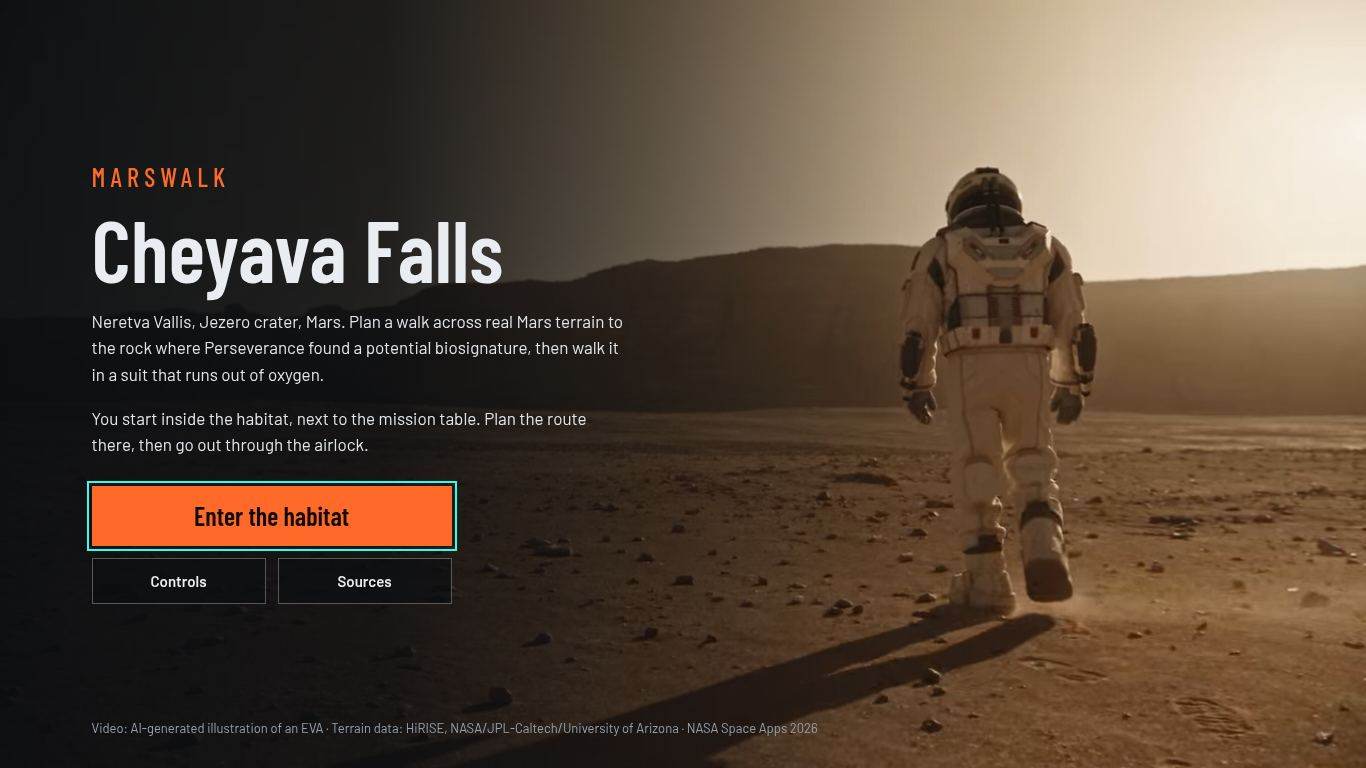 MARSWALK
Cheyava Falls
Neretva Vallis, Jezero crater, Mars. Plan a walk across real Mars terrain to
the rock where Perseverance found a potential biosignature, then walk it
in a suit that runs out of oxygen.
You start inside the habitat, next to the mission table. Plan the route
there, then go out through the airlock.
Enter the habitat
Controls
Sources
Video: AI-generated illustration of an EVA · Terrain data: HiRISE, NASA/JPL-Caltech/University of Arizona · NASA Space Apps 2026